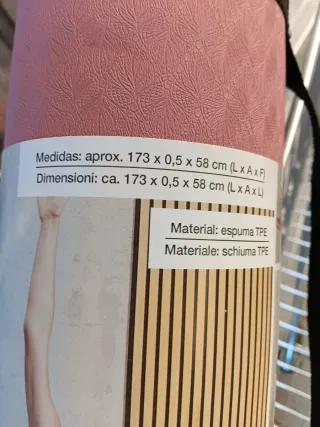 Medidas: aprox. 173 x 0,5 x 58 cm (L x A x F)
Dimensioni: ca. 173 x 0,5 x 58 cm (L x A x L)
Material: espuma TPE
Materiale: schiuma TPE